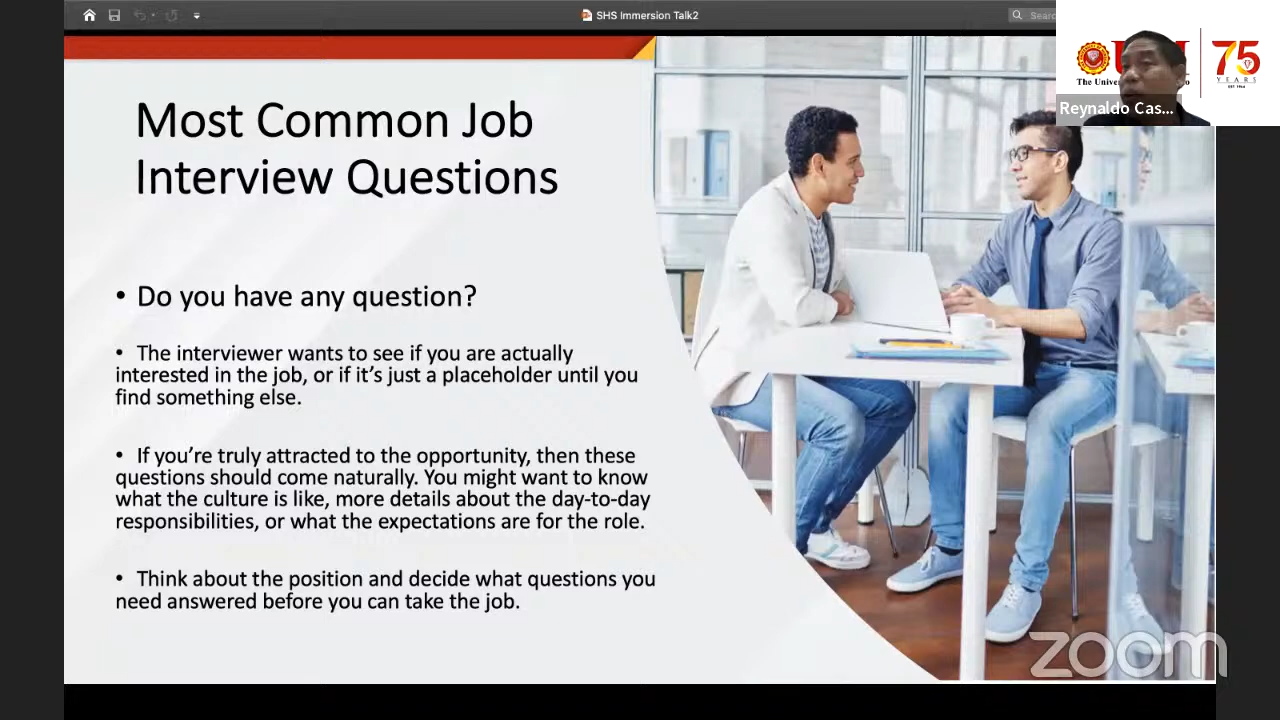 SHS Immersion Talk2
75
YEARS
Reynaldo Cas...
Most Common Job
Interview Questions
• Do you have any question?
• The interviewer wants to see if you are actually
interested in the job, or if it's just a placeholder until you
find something else.
• If you're truly attracted to the opportunity, then these
questions should come naturally. You might want to know
what the culture is like, more details about the day-to-day
responsibilities, or what the expectations are for the role.
• Think about the position and decide what questions you
need answered before you can take the job.
zoom